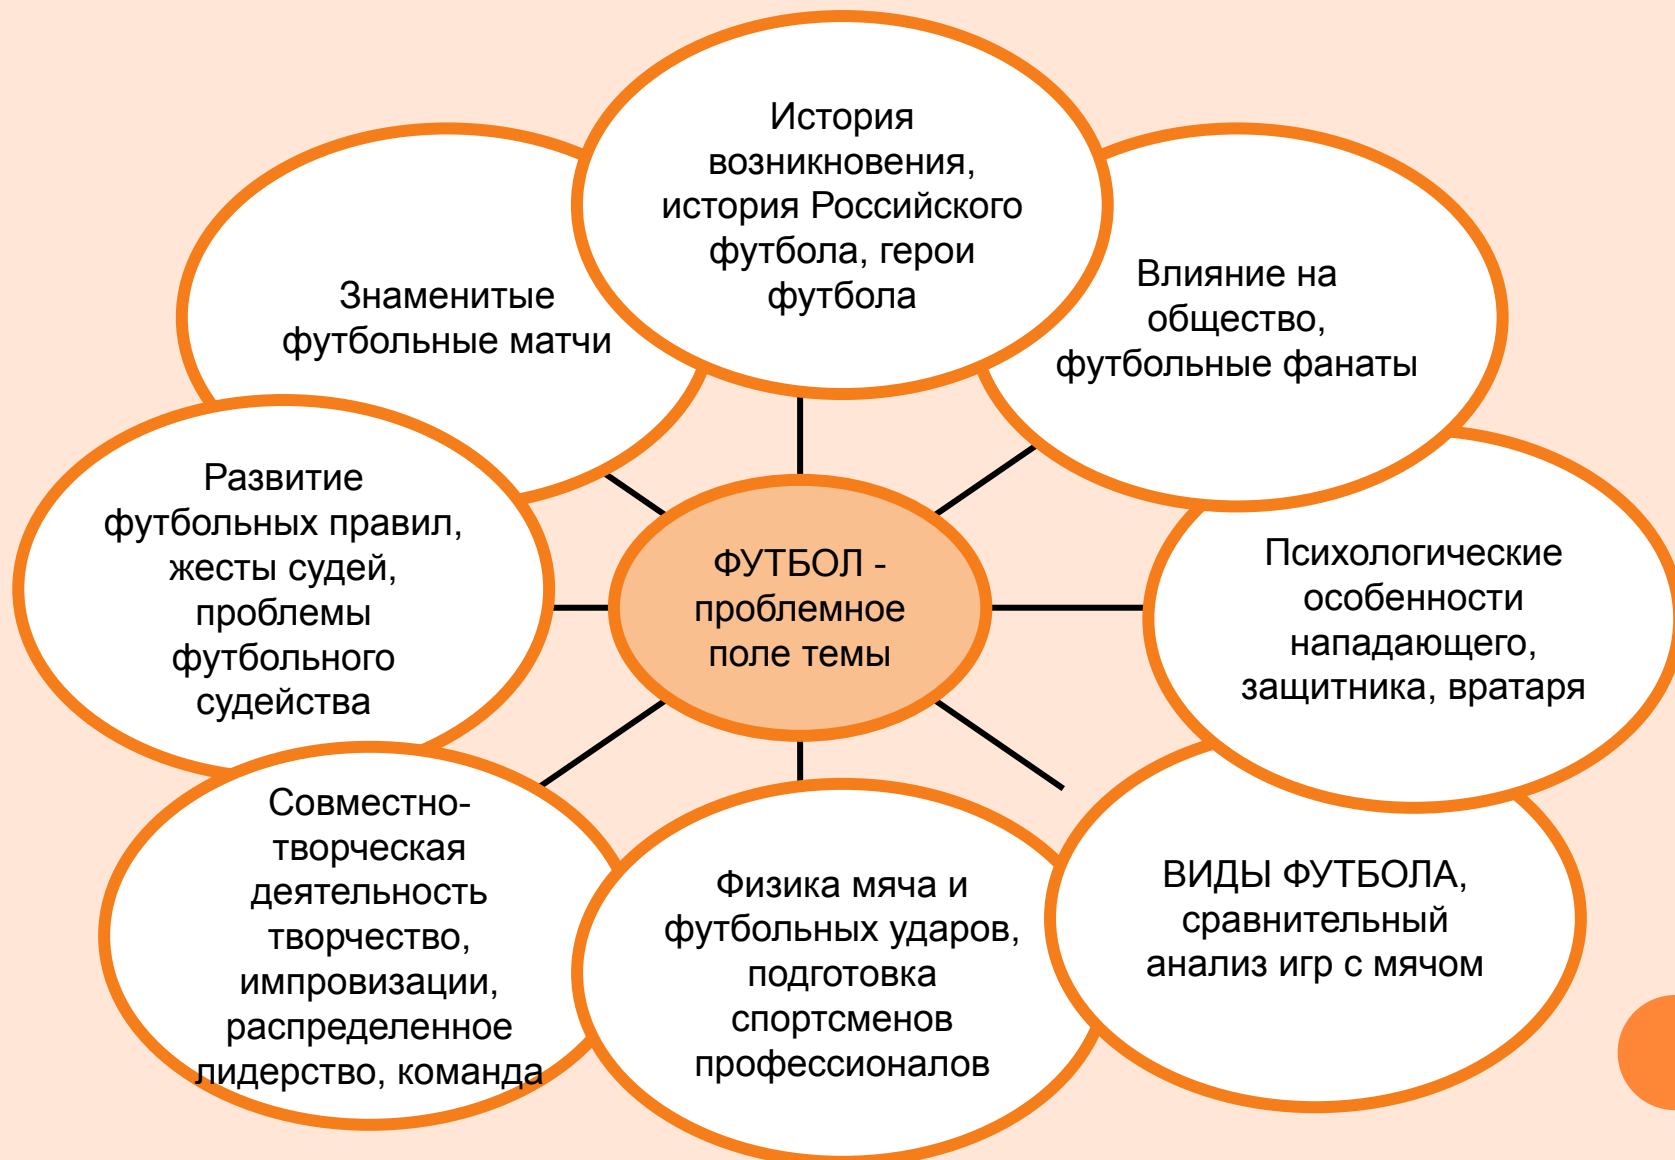 История
возникновения,
история Российского
футбола, герои
футбола
Знаменитые
футбольные матчи
Влияние на
общество,
футбольные фанаты
Развитие
футбольных правил,
жесты судей,
проблемы
футбольного
судейства
ФУТБОЛ -
проблемное
поле темы
Психологические
особенности
нападающего,
защитника, вратаря
Совместно-
творческая
деятельность
творчество,
импровизации,
распределенное
лидерство, команда
Физика мяча и
футбольных ударов,
подготовка
спортсменов
профессионалов
ВИДЫ ФУТБОЛА,
сравнительный
анализ игр с мячом